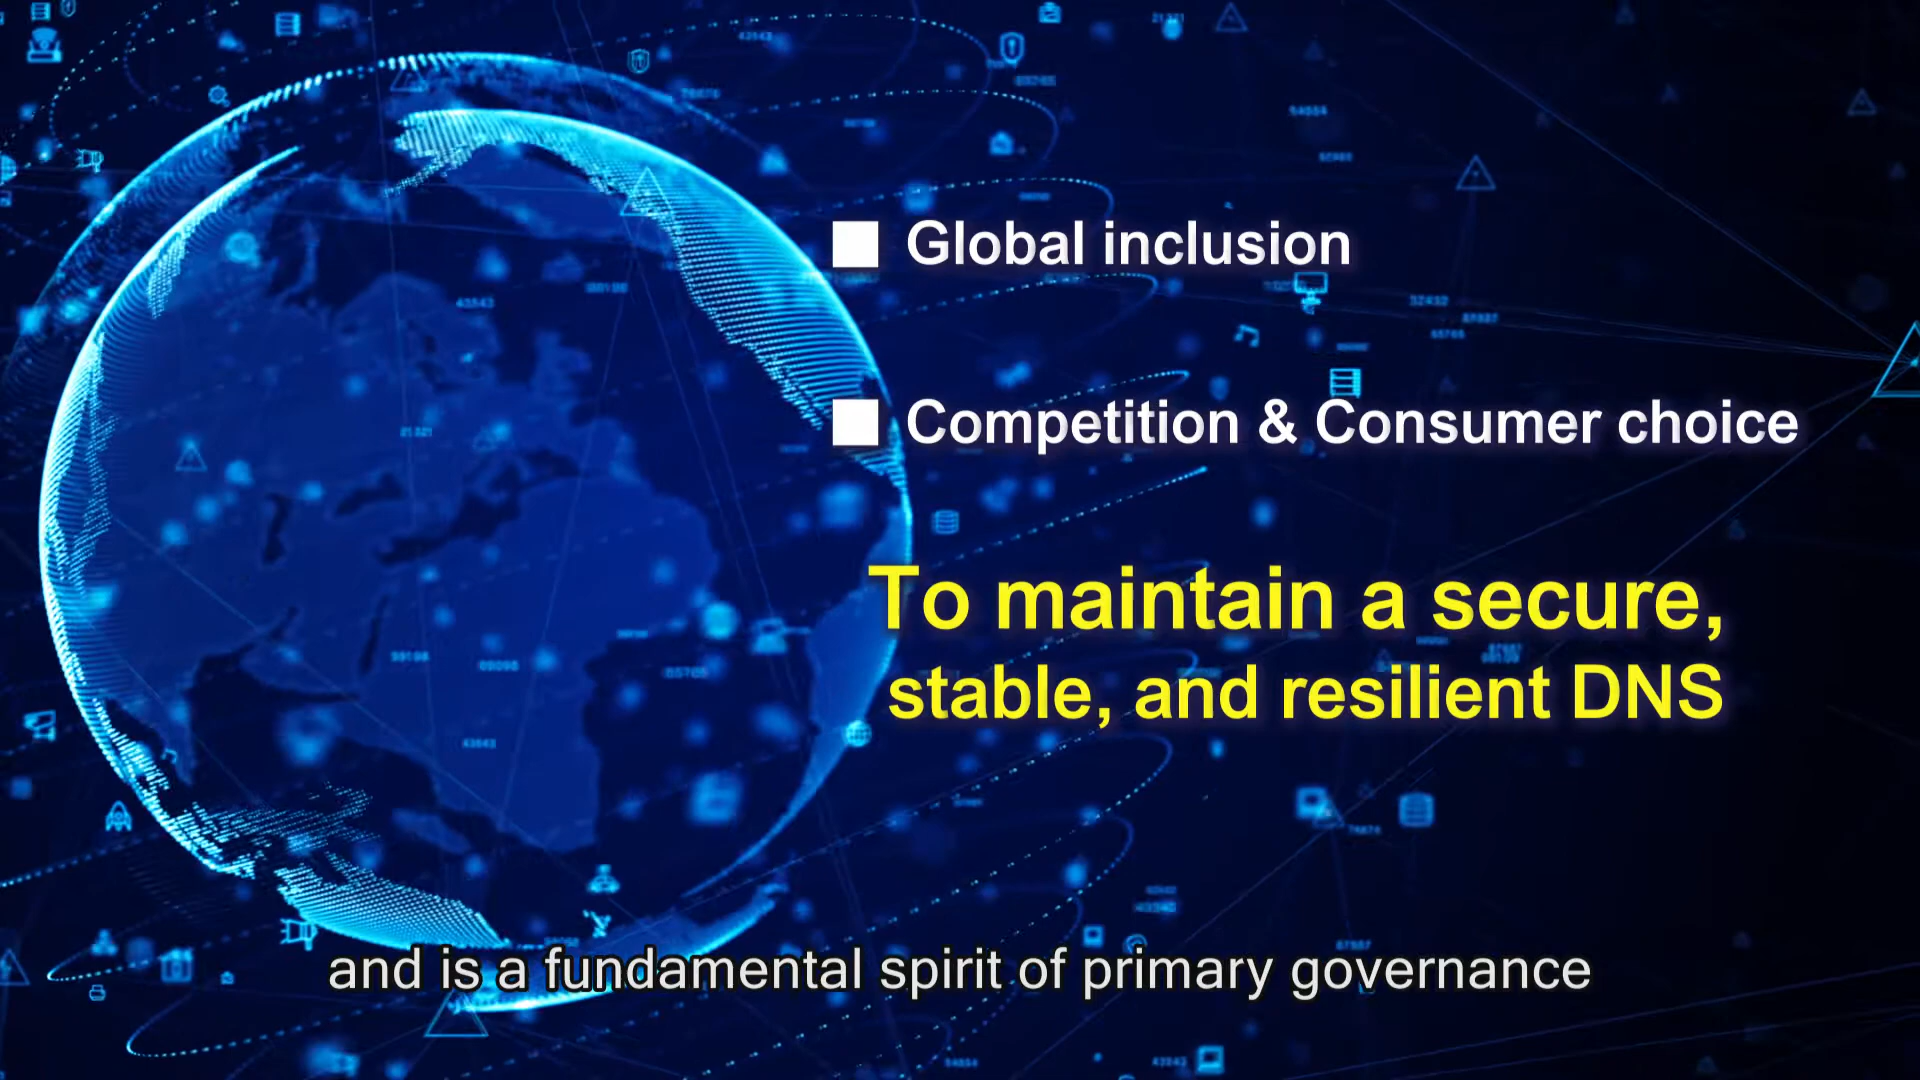 Global inclusion
Competition & Consumer choice
To maintain a secure,
stable, and resilient DNS
and is a fundamental spirit of primary governance